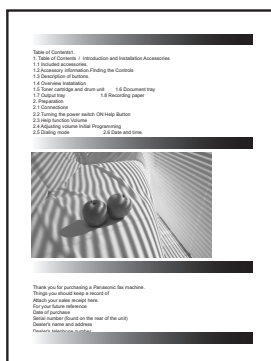 Table of Contents1.
1. Table of Contents / Introduction and Installation Accessories
1.1 Included accessories.
1.2 Accessory information Finding the Controls
1.3 Description of buttons.
1.4 Overview Installation
1.5 Toner cartridge and drum unit 1.6 Document tray
1.7 Output tray 1.8 Recording paper
2. Preparation
2.1 Connections
2.2 Turning the power switch ON Help Button
2.3 Help function Volume
2.4 Adjusting volume Initial Programming
2.5 Dialing mode 2.6 Date and time.
Thank you for purchasing a Panasonic fax machine.
Things you should keep a record of
Attach your sales receipt here.
For your future reference
Date of purchase
Serial number (found on the rear of the unit)
Dealer's name and address
Dealer's telephone number